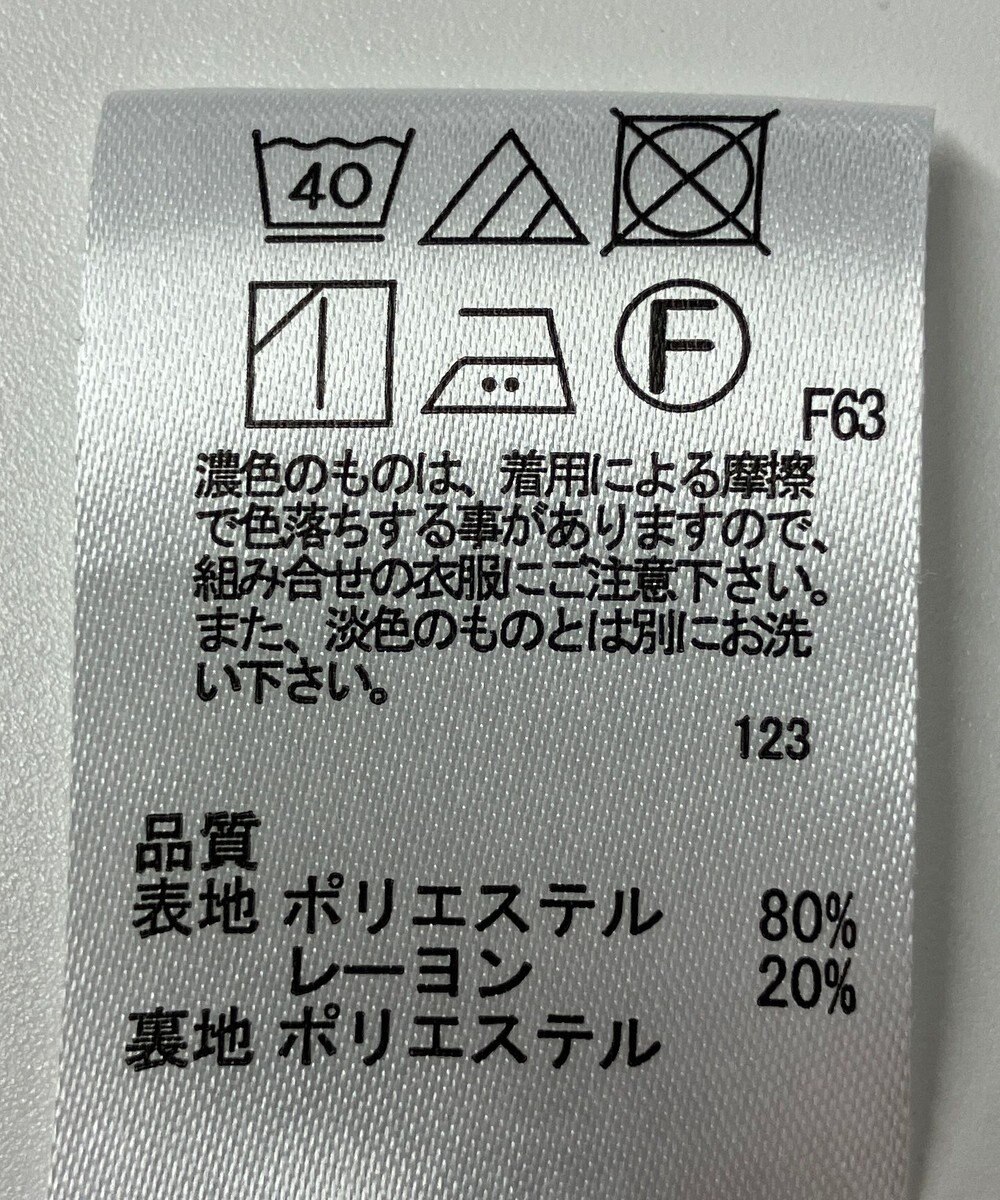 40
F
F63
濃色のものは、着用による摩擦
で色落ちする事がありますので、
組み合せの衣服にご注意下さい。
また、淡色のものとは別にお洗
い下さい。
123
品質
表地 ポリエステル 80%
レーヨン 20%
裏地 ポリエステル